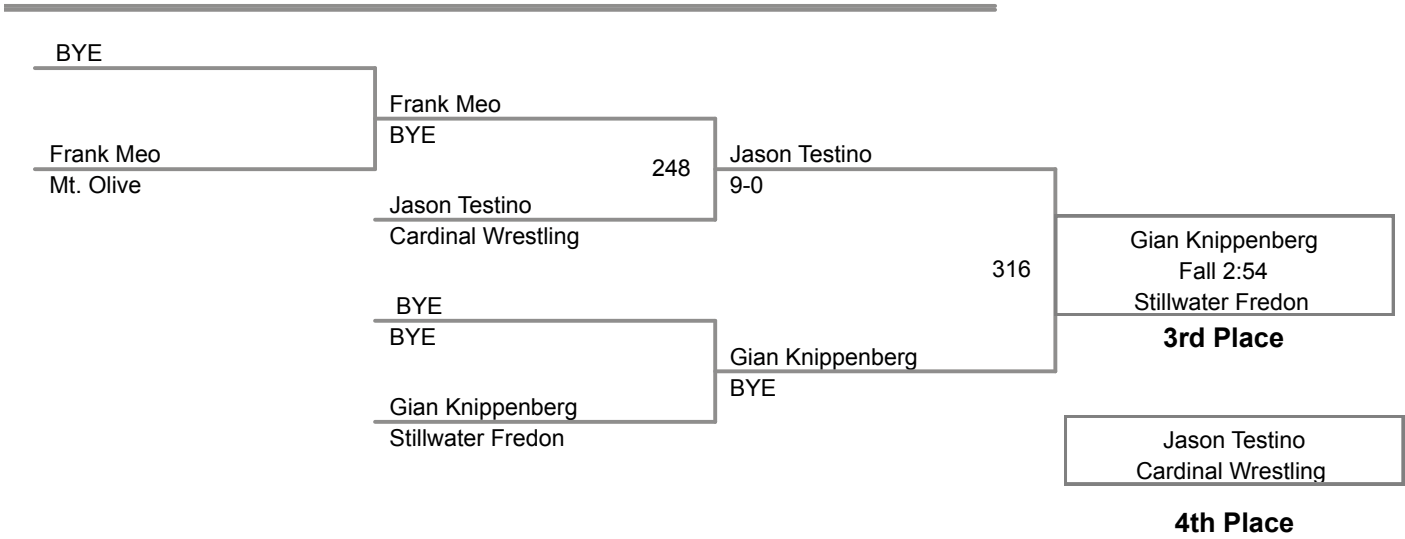 BYE
Frank Meo
Mt. Olive
Frank Meo
BYE
248
Jason Testino
Cardinal Wrestling
BYE
BYE
Gian Knippenberg
Stillwater Fredon
Jason Testino
9-0
316
Gian Knippenberg
BYE
Gian Knippenberg
Fall 2:54
Stillwater Fredon
3rd Place
Jason Testino
Cardinal Wrestling
4th Place